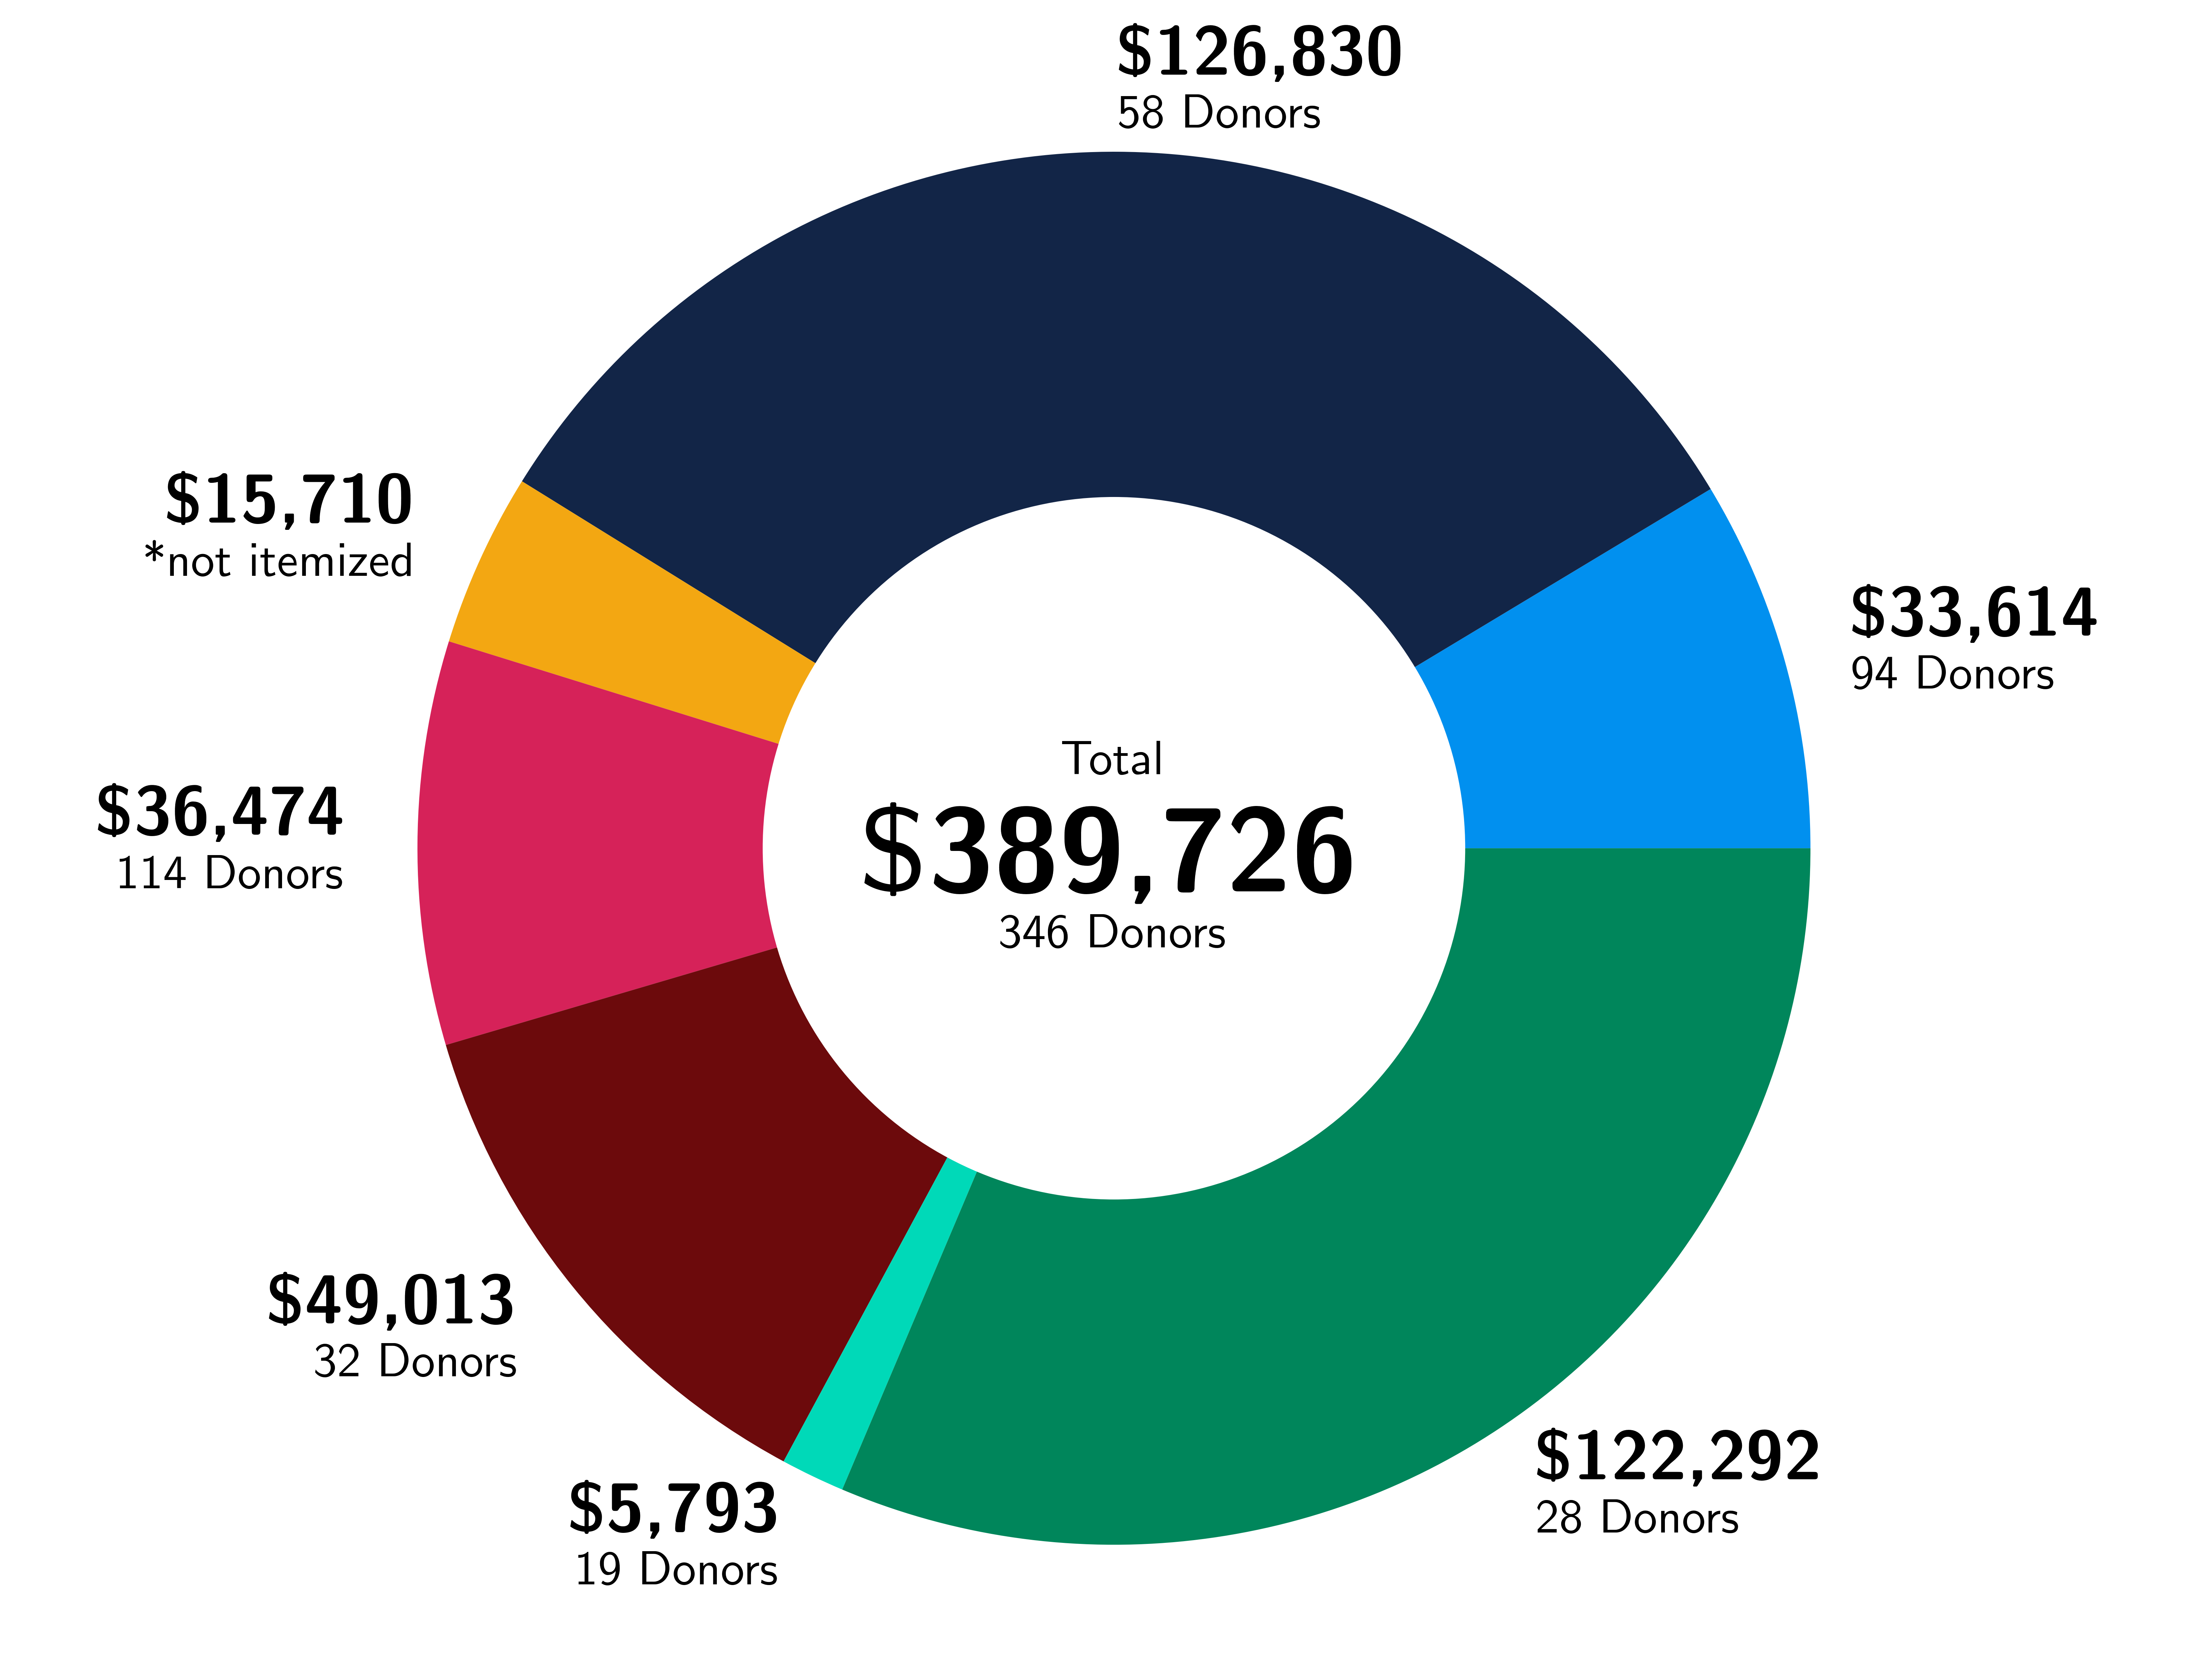 $126,830
58 Donors
$15,710
*not itemized
$33,614
94 Donors
Total
$389,726
346 Donors
$36,474
114 Donors
$49,013
32 Donors
$122,292
28 Donors
$5,793
19 Donors